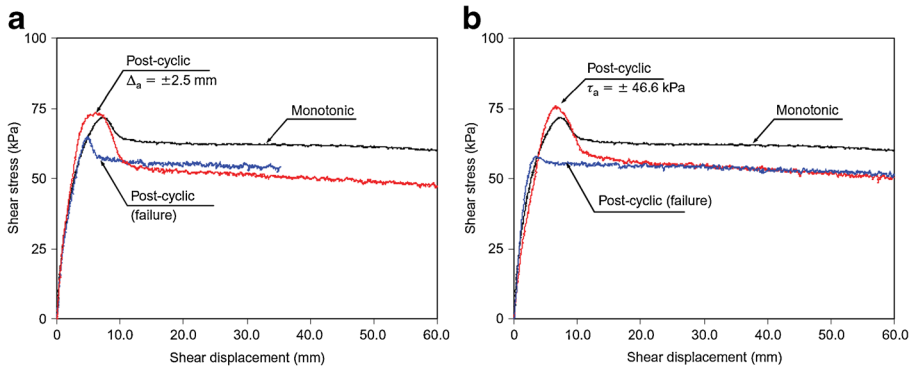 a
100
75
50
25
0
Shear stress (kPa)
Post-cyclic
Δa = ±2.5 mm
Monotonic
Post-cyclic
(failure)
0 10.0 20.0 30.0 40.0 50.0 60.0
Shear displacement (mm)
b
100
75
50
25
0
Shear stress (kPa)
Post-cyclic
τa = ± 46.6 kPa
Monotonic
Post-cyclic (failure)
0 10.0 20.0 30.0 40.0 50.0 60.0
Shear displacement (mm)